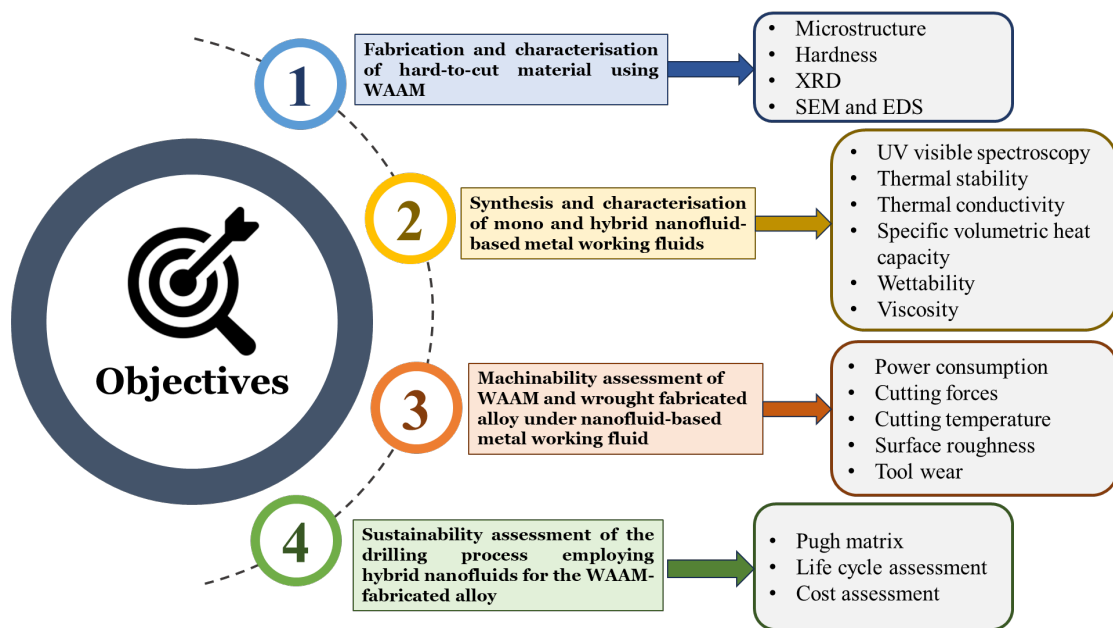 Objectives
1
Fabrication and characterisation
of hard-to-cut material using
WAAM
• Microstructure
• Hardness
• XRD
• SEM and EDS
2
Synthesis and characterisation
of mono and hybrid nanofluid-
based metal working fluids
• UV visible spectroscopy
• Thermal stability
• Thermal conductivity
• Specific volumetric heat
capacity
• Wettability
• Viscosity
3
Machinability assessment of
WAAM and wrought fabricated
alloy under nanofluid-based
metal working fluid
• Power consumption
• Cutting forces
• Cutting temperature
• Surface roughness
• Tool wear
4
Sustainability assessment of the
drilling process employing
hybrid nanofluids for the WAAM-
fabricated alloy
• Pugh matrix
• Life cycle assessment
• Cost assessment